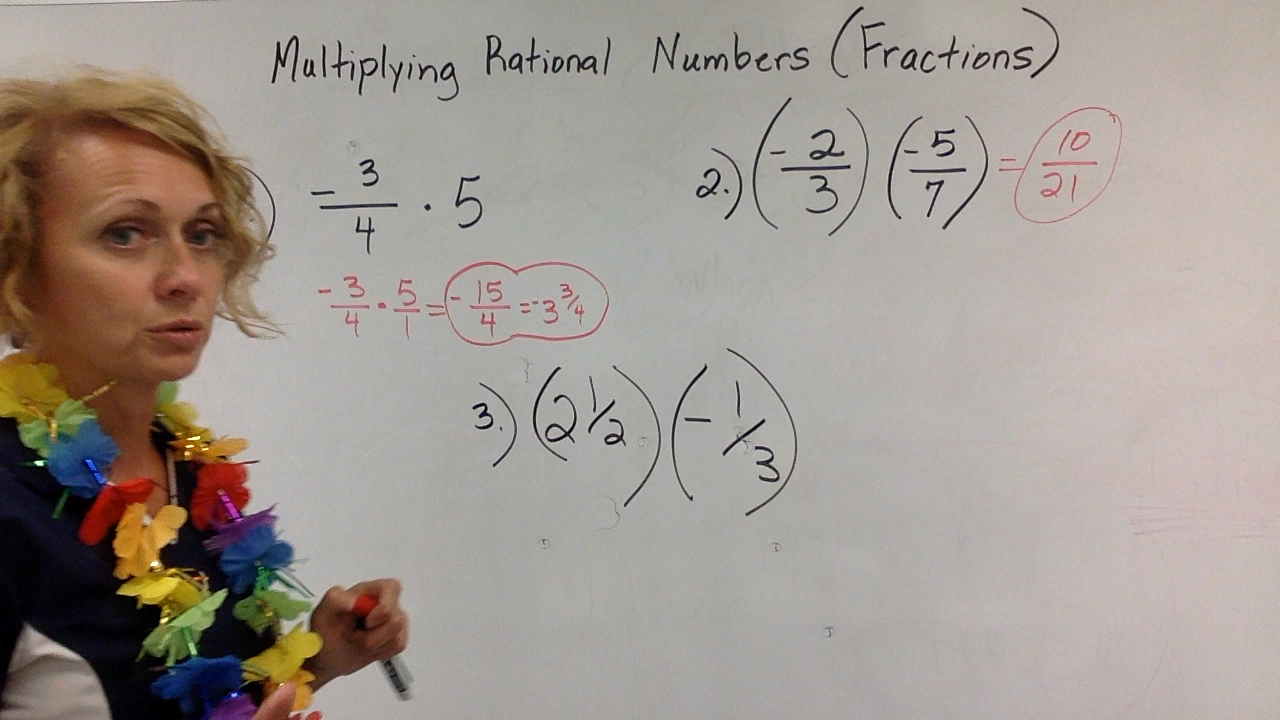 Multiplying Rational Numbers (Fractions)
) -3/4 · 5
-3/4 · 5/1 = -15/4 = -3 3/4
2.) (-2/3) (-5/7) = 10/21
3.) (2 1/2) (-1/3)